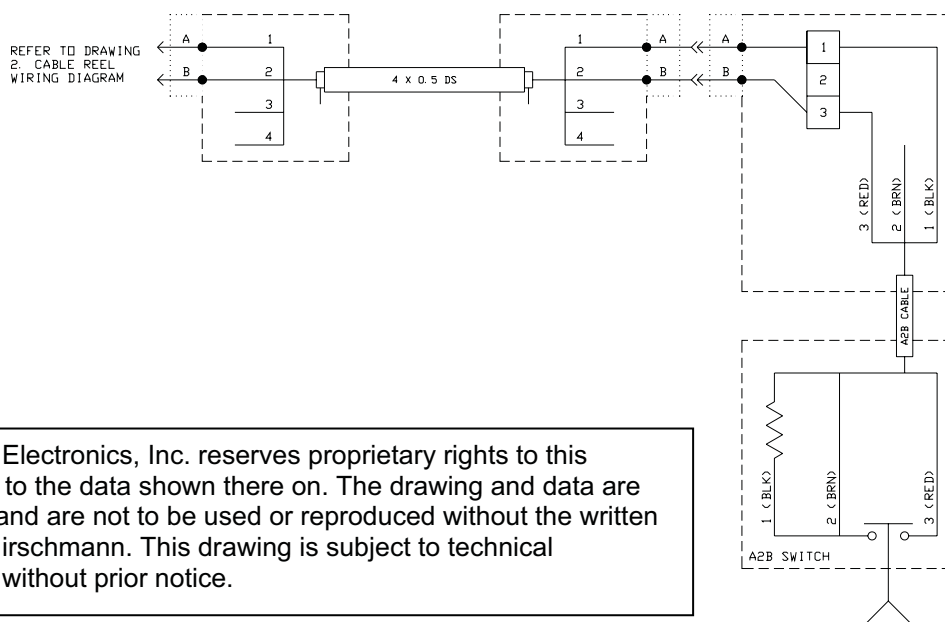 REFER TO DRAWING
2. CABLE REEL
WIRING DIAGRAM
A
B
1
2
3
4
4 X 0.5 DS
1
2
3
4
A
B
A
B
1
2
3
3 (RED)
2 (BRN)
1 (BLK)
A2B CABLE
1 (BLK)
2 (BRN)
3 (RED)
A2B SWITCH
Electronics, Inc. reserves proprietary rights to this
to the data shown there on. The drawing and data are
and are not to be used or reproduced without the written
irschmann. This drawing is subject to technical
without prior notice.